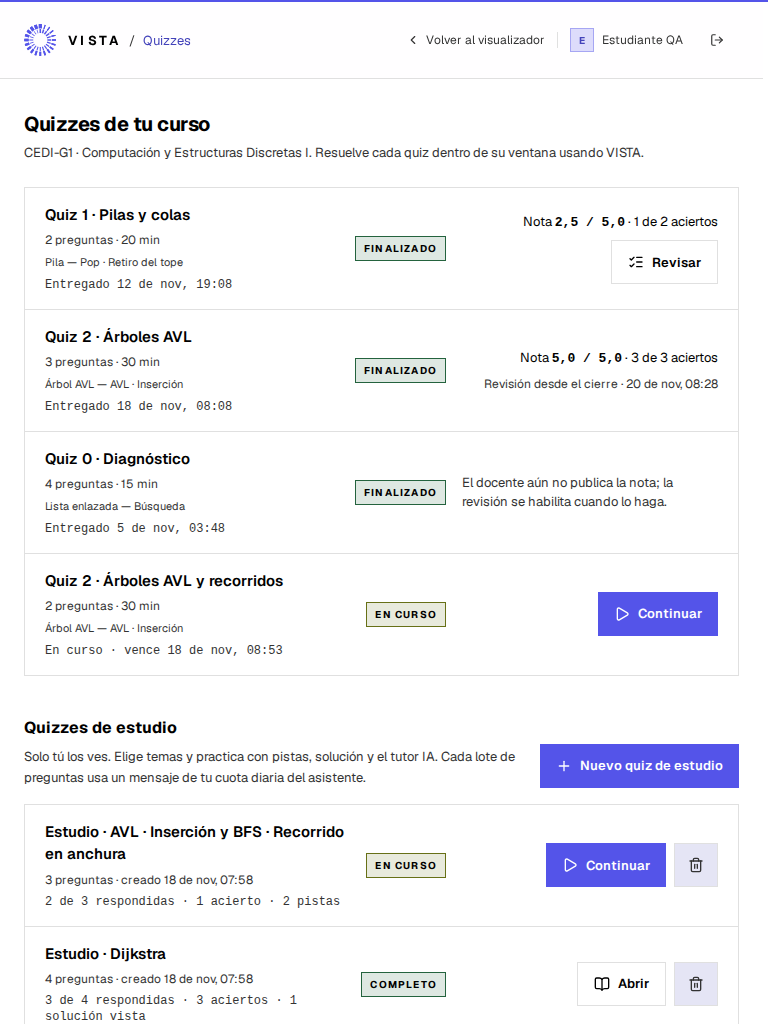 VISTA / Quizzes
Volver al visualizador
E
Estudiante QA
Quizzes de tu curso
CEDI-G1 · Computación y Estructuras Discretas I. Resuelve cada quiz dentro de su ventana usando VISTA.
Quiz 1 · Pilas y colas
2 preguntas · 20 min
Pila — Pop · Retiro del tope
Entregado 12 de nov, 19:08
FINALIZADO
Nota 2,5 / 5,0 · 1 de 2 aciertos
Revisar
Quiz 2 · Árboles AVL
3 preguntas · 30 min
Árbol AVL — AVL · Inserción
Entregado 18 de nov, 08:08
FINALIZADO
Nota 5,0 / 5,0 · 3 de 3 aciertos
Revisión desde el cierre · 20 de nov, 08:28
Quiz 0 · Diagnóstico
4 preguntas · 15 min
Lista enlazada — Búsqueda
Entregado 5 de nov, 03:48
FINALIZADO
El docente aún no publica la nota; la
revisión se habilita cuando lo haga.
Quiz 2 · Árboles AVL y recorridos
2 preguntas · 30 min
Árbol AVL — AVL · Inserción
En curso · vence 18 de nov, 08:53
EN CURSO
Continuar
Quizzes de estudio
Solo tú los ves. Elige temas y practica con pistas, solución y el tutor IA. Cada lote de
preguntas usa un mensaje de tu cuota diaria del asistente.
Nuevo quiz de estudio
Estudio · AVL · Inserción y BFS · Recorrido
en anchura
3 preguntas · creado 18 de nov, 07:58
2 de 3 respondidas · 1 acierto · 2 pistas
EN CURSO
Continuar
Estudio · Dijkstra
4 preguntas · creado 18 de nov, 07:58
3 de 4 respondidas · 3 aciertos · 1
solución vista
COMPLETO
Abrir